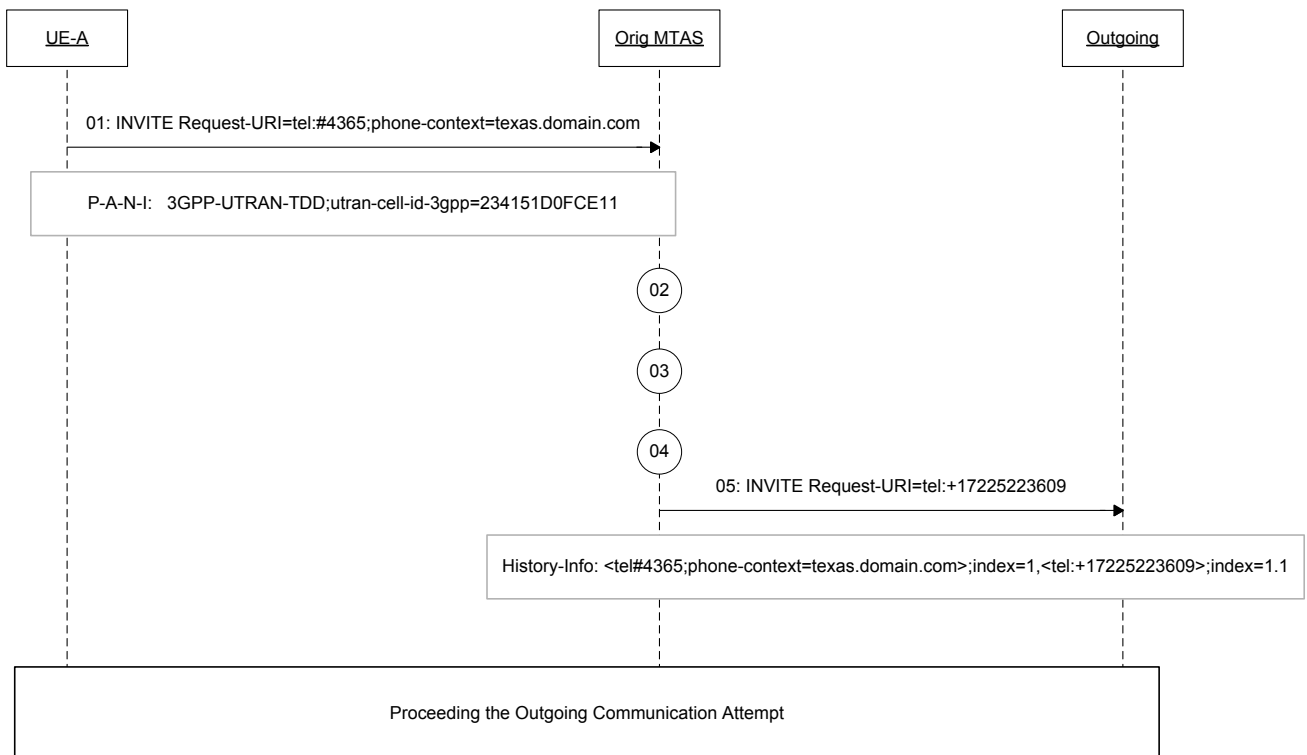 UE-A
Orig MTAS
Outgoing
01: INVITE Request-URI=tel:#4365;phone-context=texas.domain.com
P-A-N-I: 3GPP-UTRAN-TDD;utran-cell-id-3gpp=234151D0FCE11
02
03
04
05: INVITE Request-URI=tel:+17225223609
History-Info: <tel#4365;phone-context=texas.domain.com>;index=1,<tel:+17225223609>;index=1.1
Proceeding the Outgoing Communication Attempt